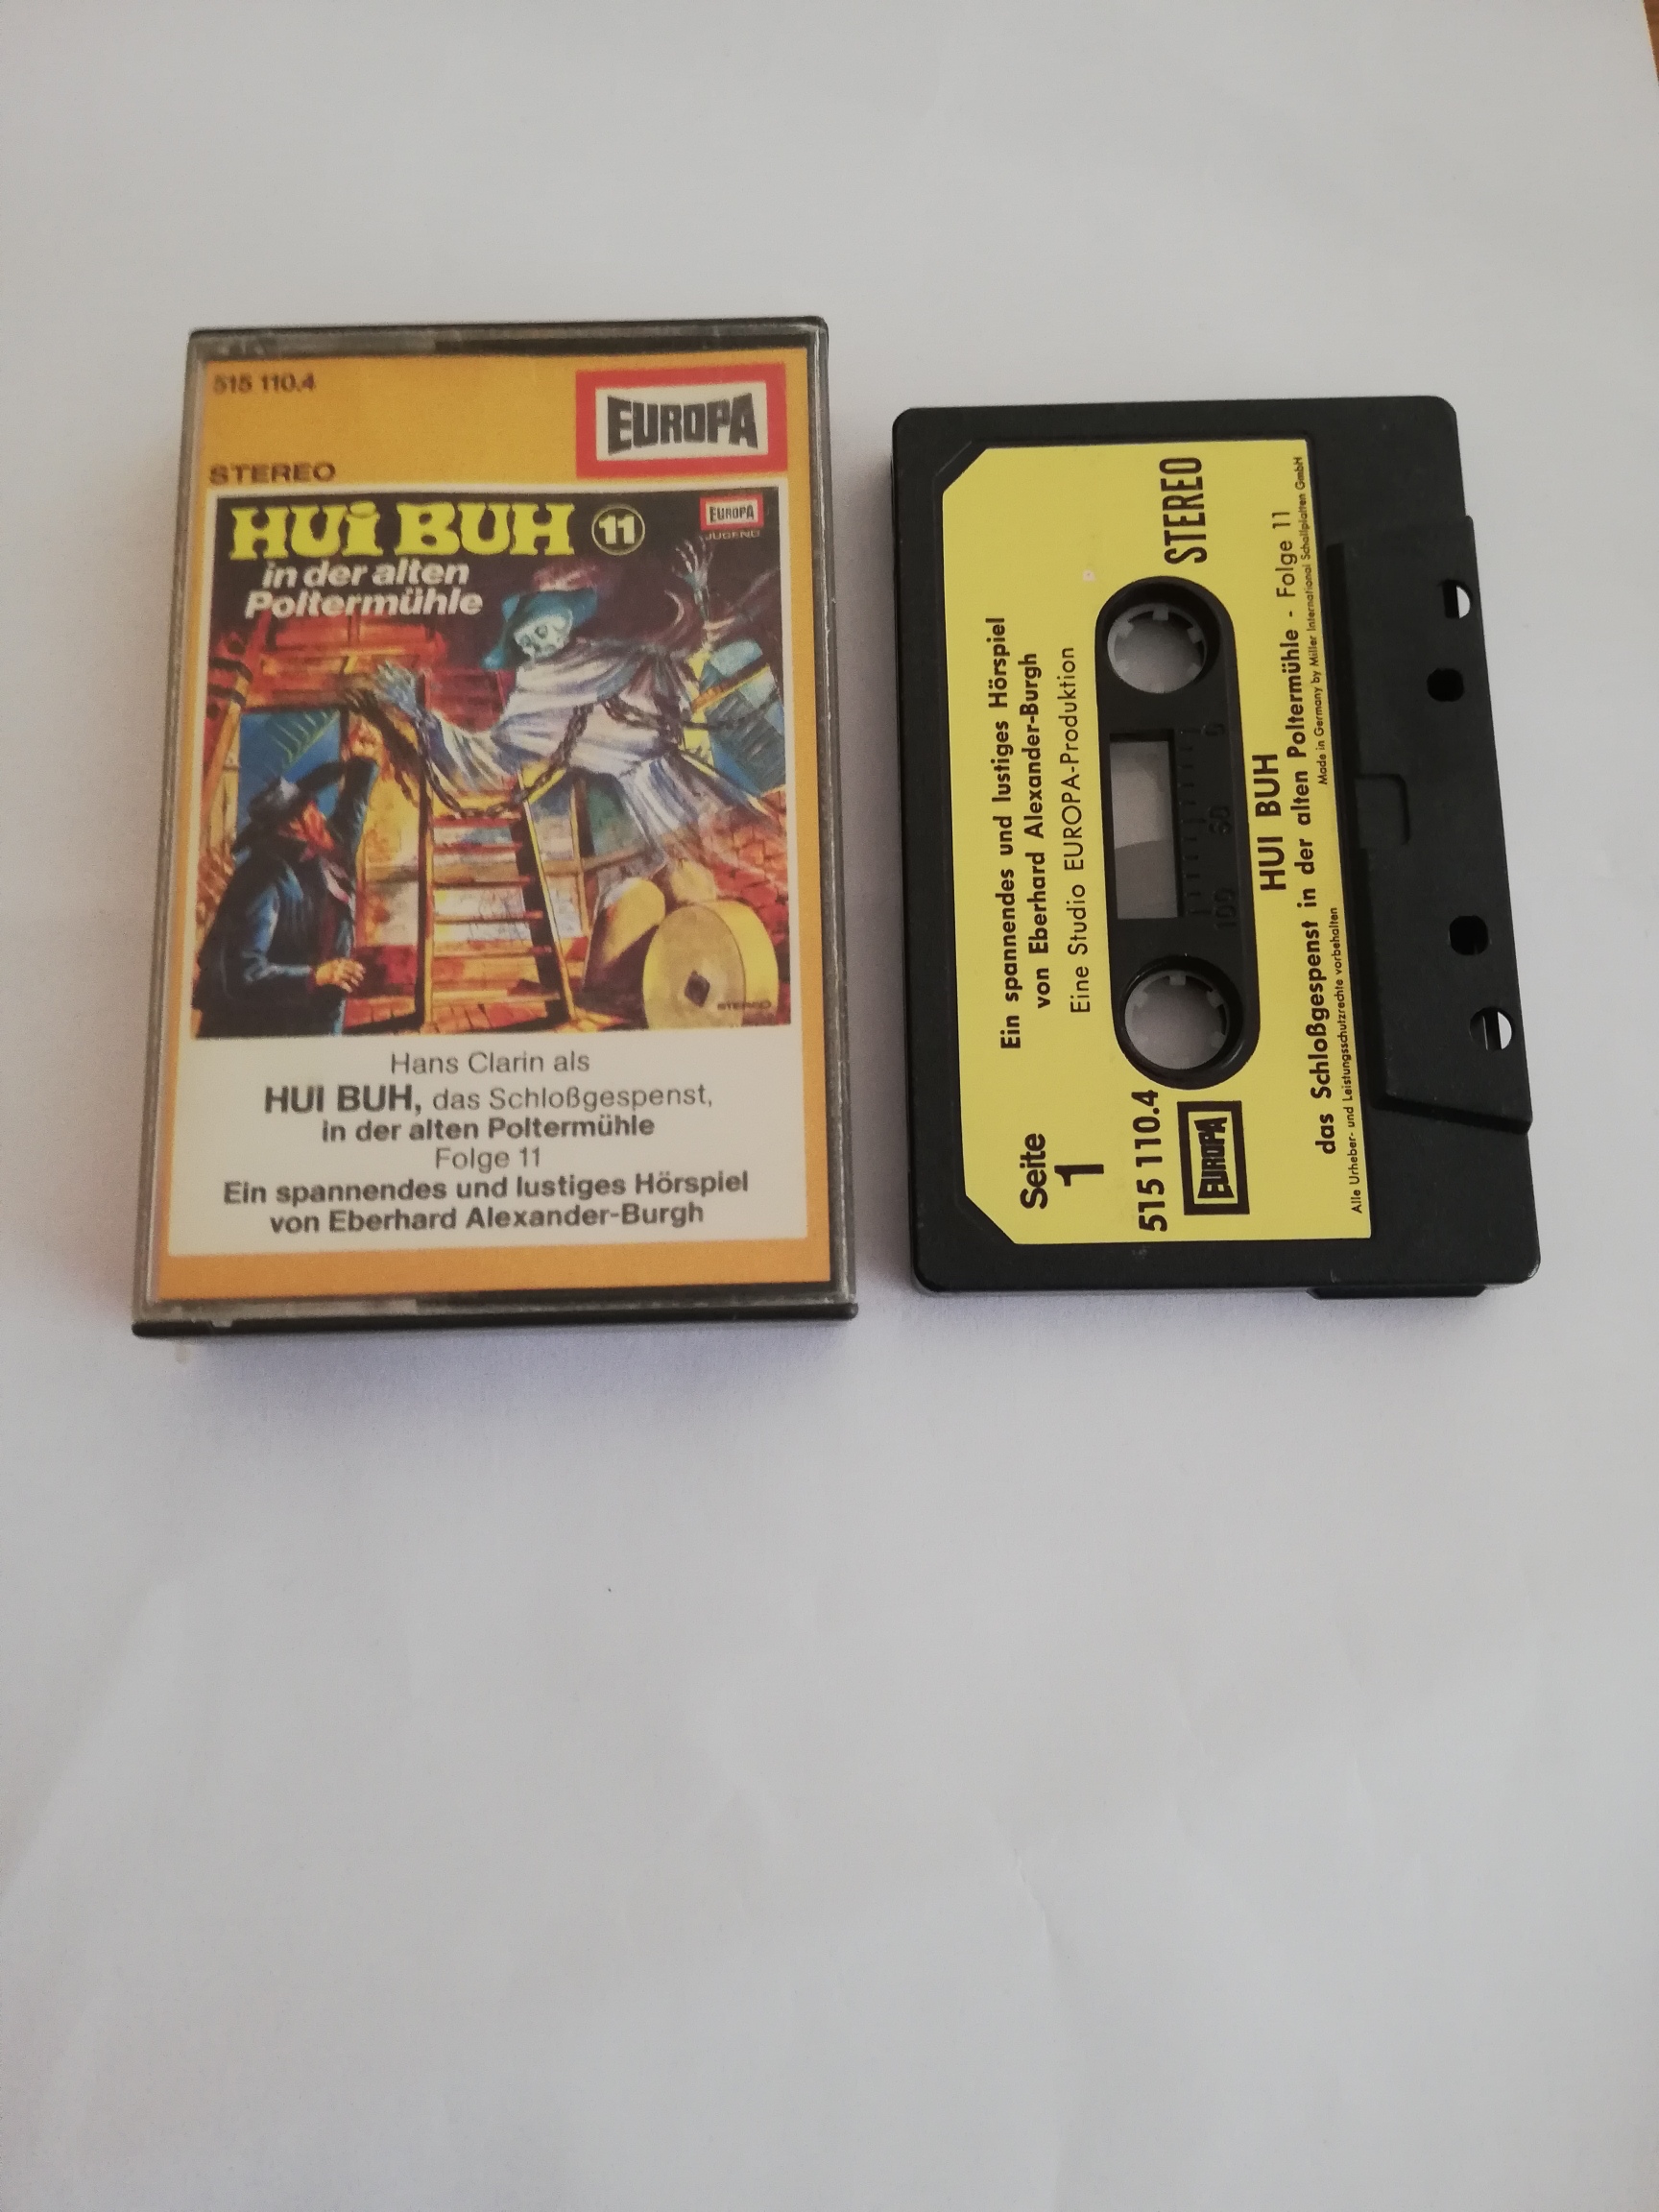 515 110.4
EUROPA
STEREO
HUi BUH 11
EUROPA
JUGEND
in der alten
Poltermühle
STEREO
Hans Clarin als
HUI BUH, das Schloßgespenst,
in der alten Poltermühle
Folge 11
Ein spannendes und lustiges Hörspiel
von Eberhard Alexander-Burgh
Ein spannendes und lustiges Hörspiel
von Eberhard Alexander-Burgh
Eine Studio EUROPA-Produktion
Seite
1
515 110.4
STEREO
EUROPA
100 50 0
HUI BUH
das Schloßgespenst in der alten Poltermühle - Folge 11
Alle Urheber- und Leistungsschutzrechte vorbehalten
Made in Germany by Miller International Schallplatten GmbH